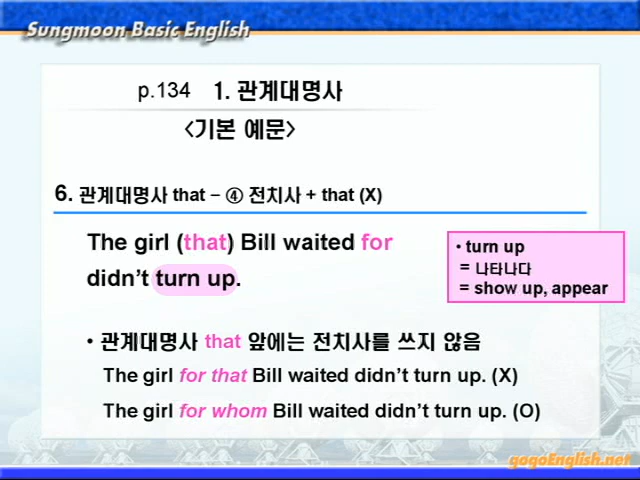 Sungmoon Basic English
p.134 1. 관계대명사
<기본 예문>
6. 관계대명사 that – ④ 전치사 + that (X)
The girl (that) Bill waited for
didn't turn up.
• turn up
= 나타나다
= show up, appear
• 관계대명사 that 앞에는 전치사를 쓰지 않음
The girl for that Bill waited didn't turn up. (X)
The girl for whom Bill waited didn't turn up. (O)
gogoEnglish.net